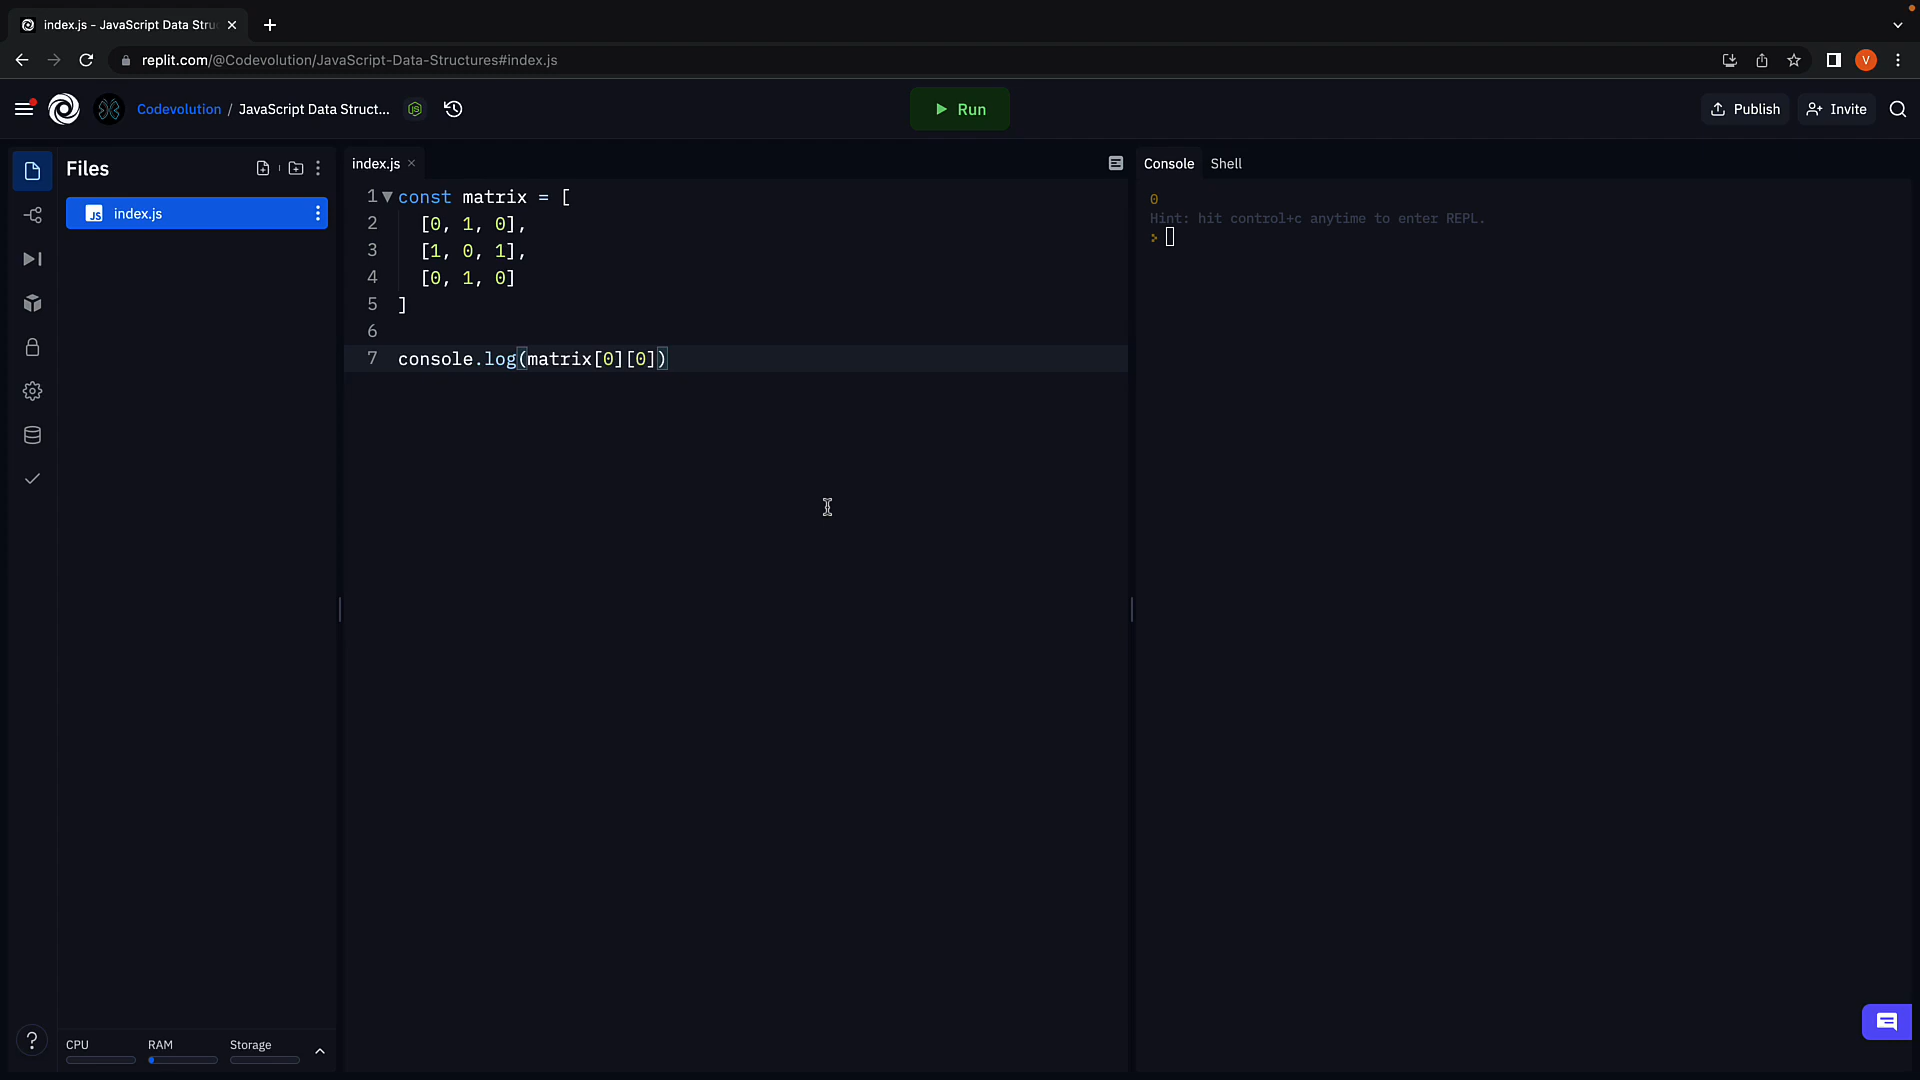 index.js - JavaScript Data Stru
replit.com/@Codevolution/JavaScript-Data-Structures#index.js
V
Codevolution / JavaScript Data Struct...
Run
Publish
Invite
Files
JS index.js
index.js
1 const matrix = [
2 [0, 1, 0],
3 [1, 0, 1],
4 [0, 1, 0]
5 ]
6
7 console.log(matrix[0][0])
Console Shell
0
Hint: hit control+c anytime to enter REPL.
?
CPU RAM Storage